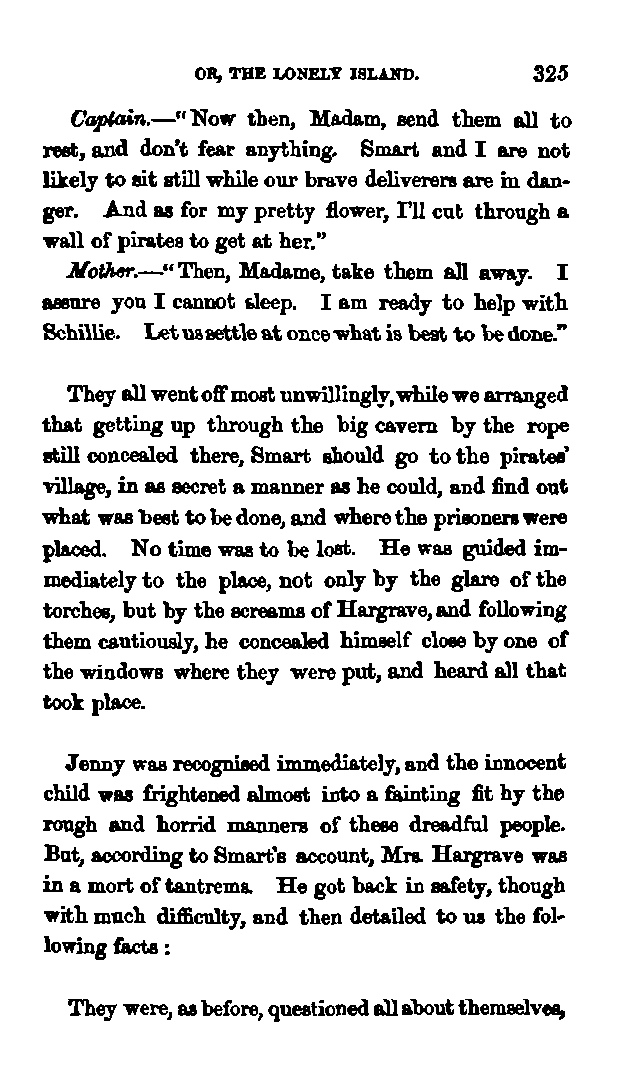 OR, THE LONELY ISLAND. 325
Captain.—"Now then, Madam, send them all to
rest, and don't fear anything. Smart and I are not
likely to sit still while our brave deliverers are in dan-
ger. And as for my pretty flower, I'll cut through a
wall of pirates to get at her."
Mother.—"Then, Madame, take them all away. I
assure you I cannot sleep. I am ready to help with
Schillie. Let us settle at once what is best to be done."
They all went off most unwillingly, while we arranged
that getting up through the big cavern by the rope
still concealed there, Smart should go to the pirates'
village, in as secret a manner as he could, and find out
what was best to be done, and where the prisoners were
placed. No time was to be lost. He was guided im-
mediately to the place, not only by the glare of the
torches, but by the screams of Hargrave, and following
them cautiously, he concealed himself close by one of
the windows where they were put, and heard all that
took place.
Jenny was recognised immediately, and the innocent
child was frightened almost into a fainting fit by the
rough and horrid manners of these dreadful people.
But, according to Smart's account, Mrs. Hargrave was
in a mort of tantrems. He got back in safety, though
with much difficulty, and then detailed to us the fol-
lowing facts:
They were, as before, questioned all about themselves,